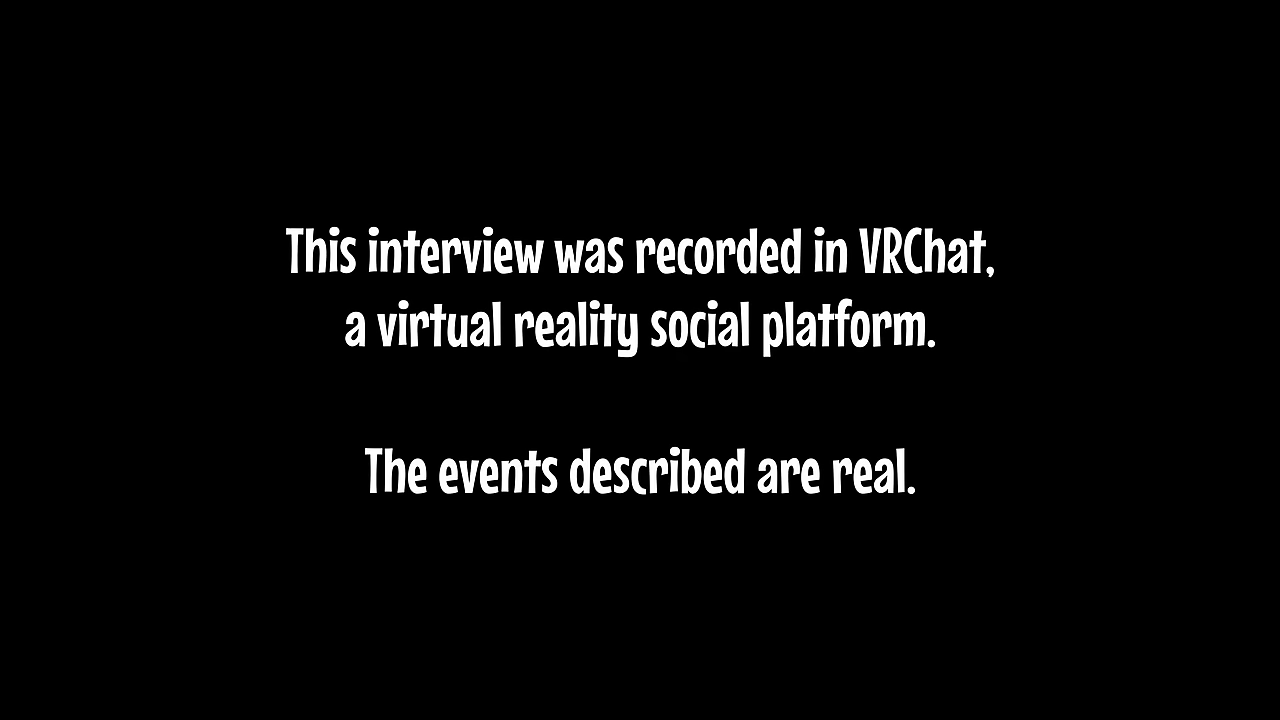 This interview was recorded in VRChat,
a virtual reality social platform.
The events described are real.